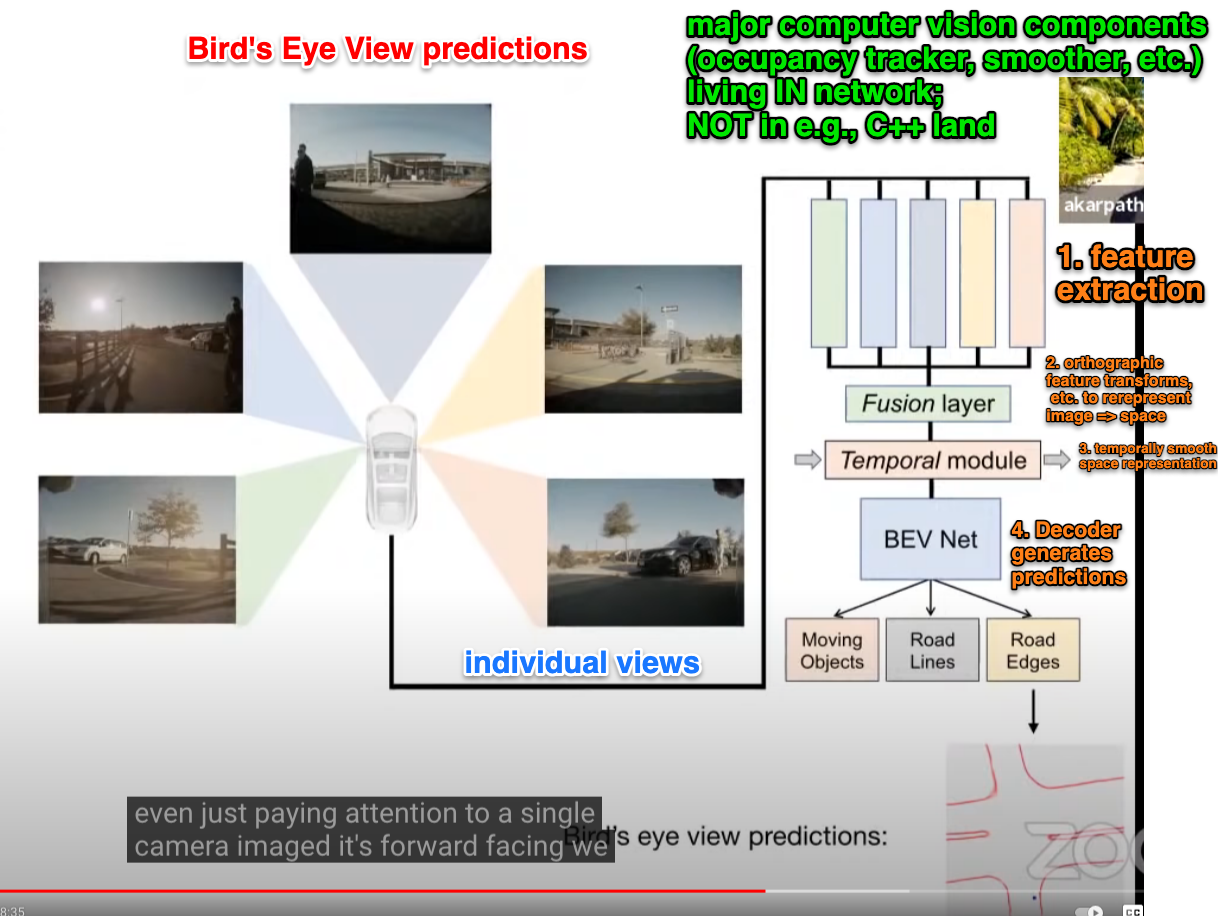 Bird's Eye View predictions
major computer vision components
(occupancy tracker, smoother, etc.)
living IN network;
NOT in e.g., C++ land
akarpath
1. feature
extraction
2. orthographic
feature transforms,
etc. to rerepresent
image => space
Fusion layer
Temporal module
3. temporally smooth
space representation
BEV Net
4. Decoder
generates
predictions
Moving
Objects
Road
Lines
Road
Edges
individual views
even just paying attention to a single
camera imaged it's forward facing we
Bird's eye view predictions:
ZOO
8:35
CC